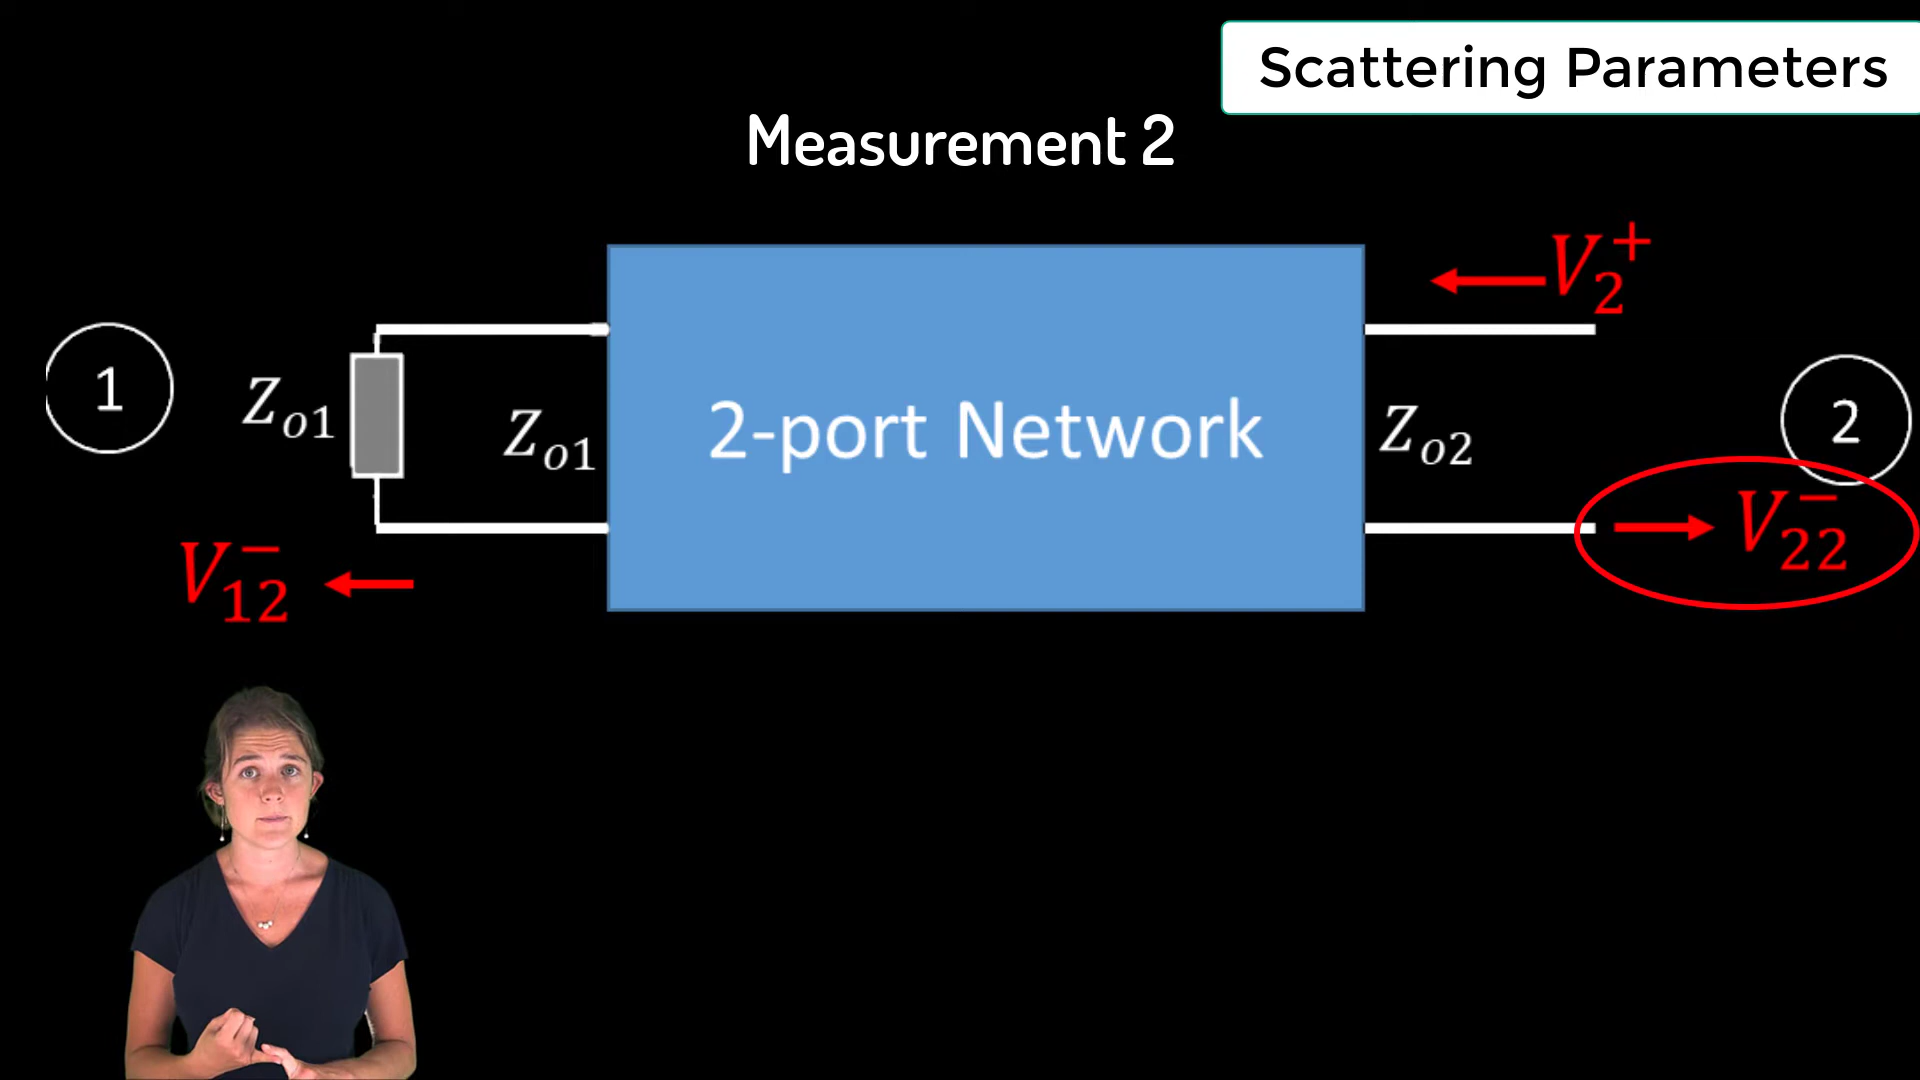 Scattering Parameters
Measurement 2
V₂⁺
1
Zₒ₁
Zₒ₁
2-port Network
Zₒ₂
2
V₁₂⁻
V₂₂⁻